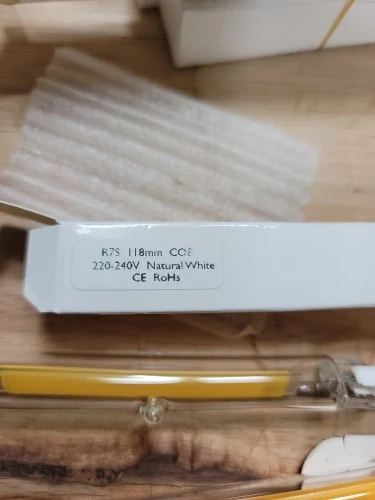 R7S 118mm COB
220-240V Natural White
CE RoHs